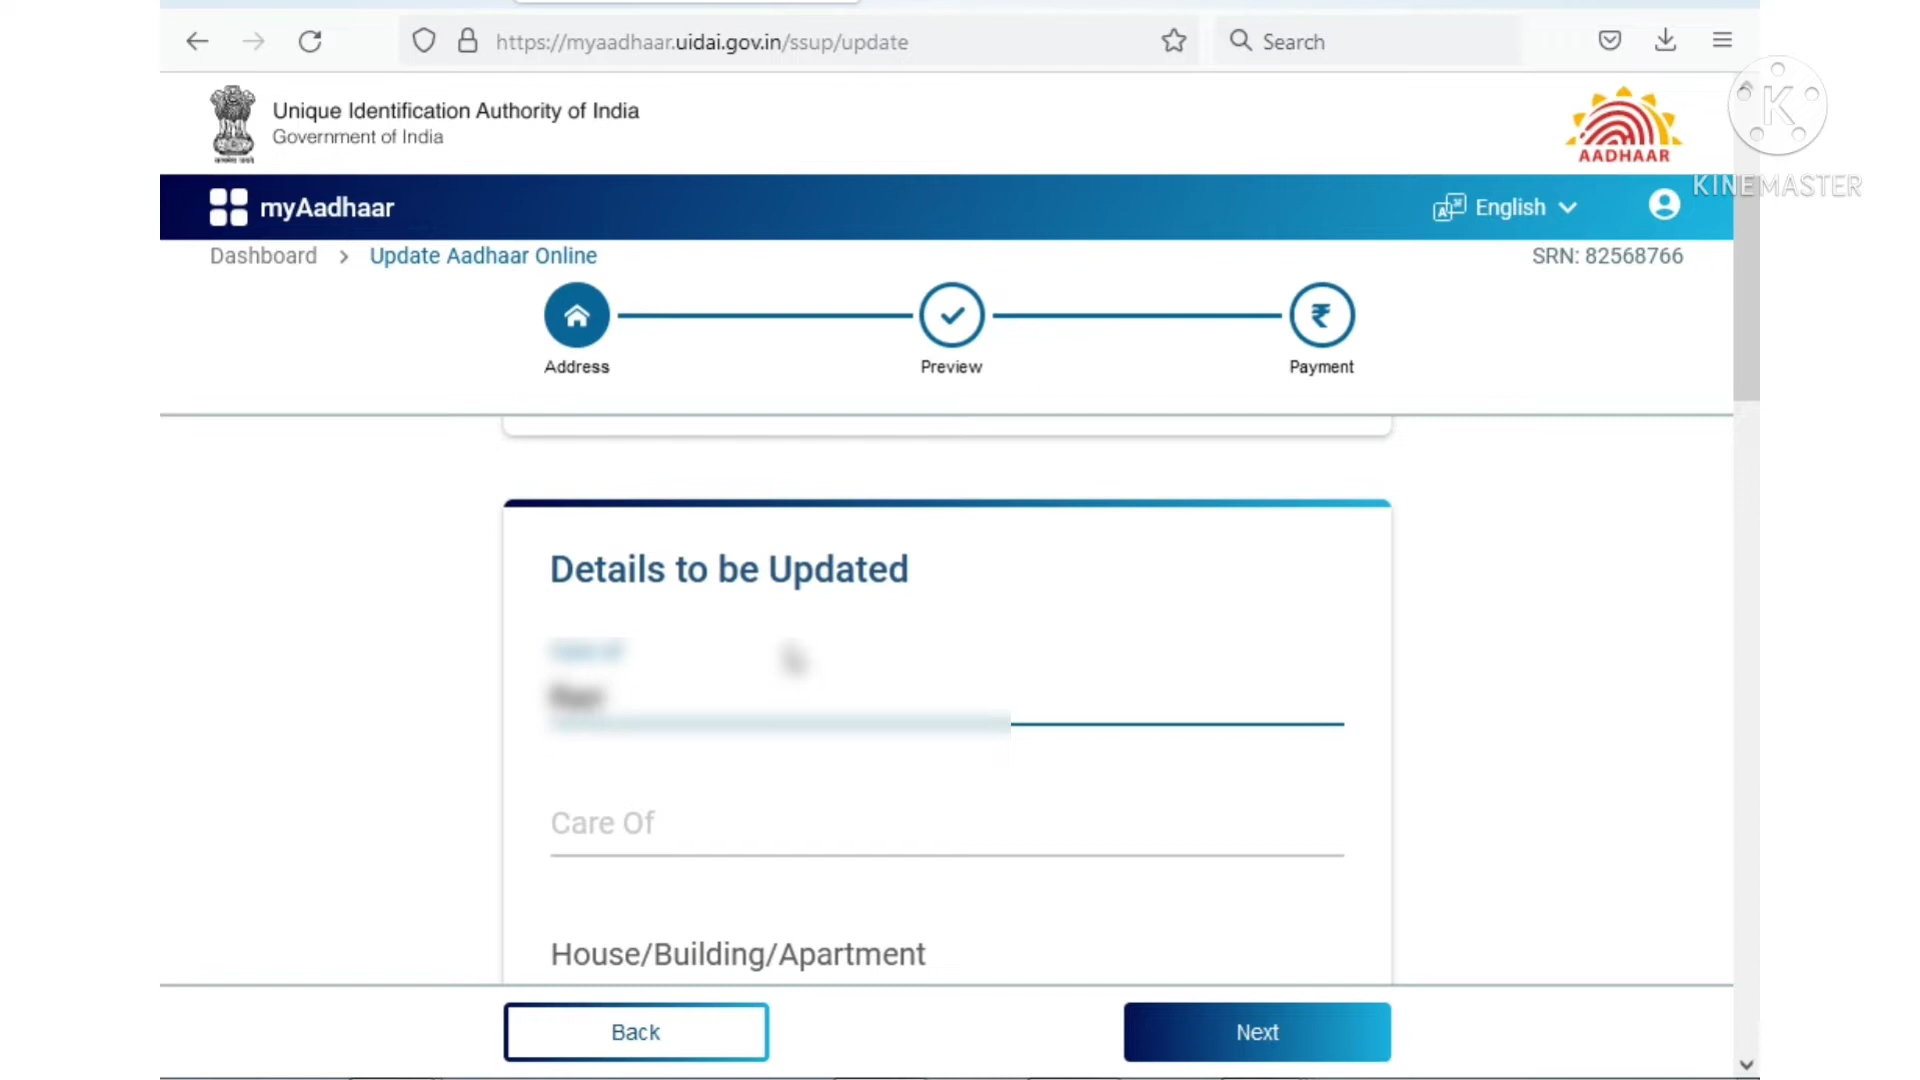 https://myaadhaar.uidai.gov.in/ssup/update
Search
Unique Identification Authority of India
Government of India
AADHAAR
K
KINEMASTER
myAadhaar
English
Dashboard > Update Aadhaar Online
SRN: 82568766
₹
Address
Preview
Payment
Details to be Updated
Care Of
House/Building/Apartment
Back
Next